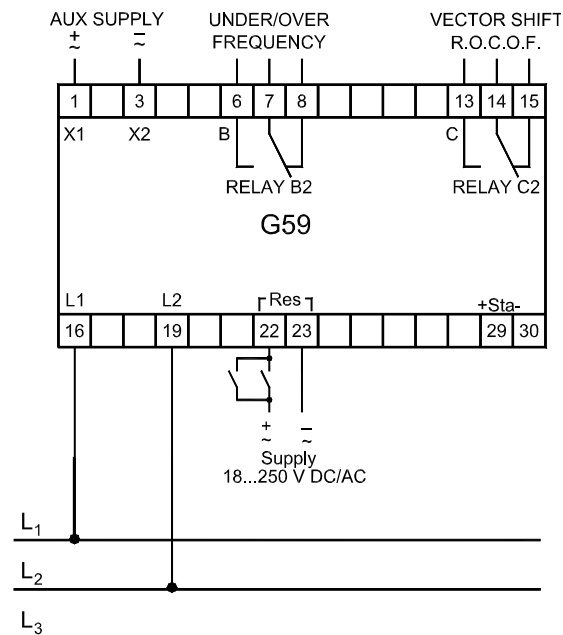 AUX SUPPLY UNDER/OVER FREQUENCY VECTOR SHIFT R.O.C.O.F.
+ ~ – ~
1 3 6 7 8 13 14 15
X1 X2 B C
RELAY B2 RELAY C2
G59
L1 L2 Res +Sta-
16 19 22 23 29 30
+ ~ – ~
Supply
18...250 V DC/AC
L1
L2
L3